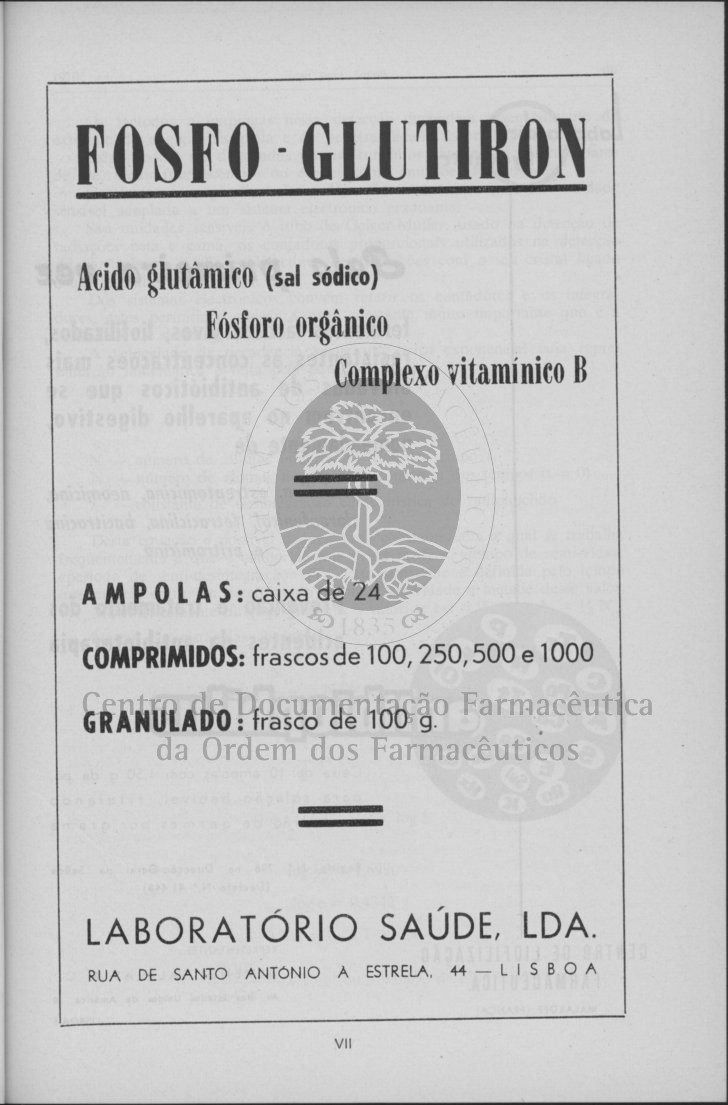 FOSFO - GLUTIRON
Acido glutâmico (sal sódico)
Fósforo orgânico
Complexo vitamínico B
AMPOLAS: caixa de 24
1835
COMPRIMIDOS: frascos de 100, 250, 500 e 1000
Centro de Documentação Farmacêutica
GRANULADO: frasco de 100 g.
da Ordem dos Farmacêuticos
LABORATÓRIO SAÚDE, LDA.
RUA DE SANTO ANTÓNIO À ESTRELA, 44 — LISBOA
VII